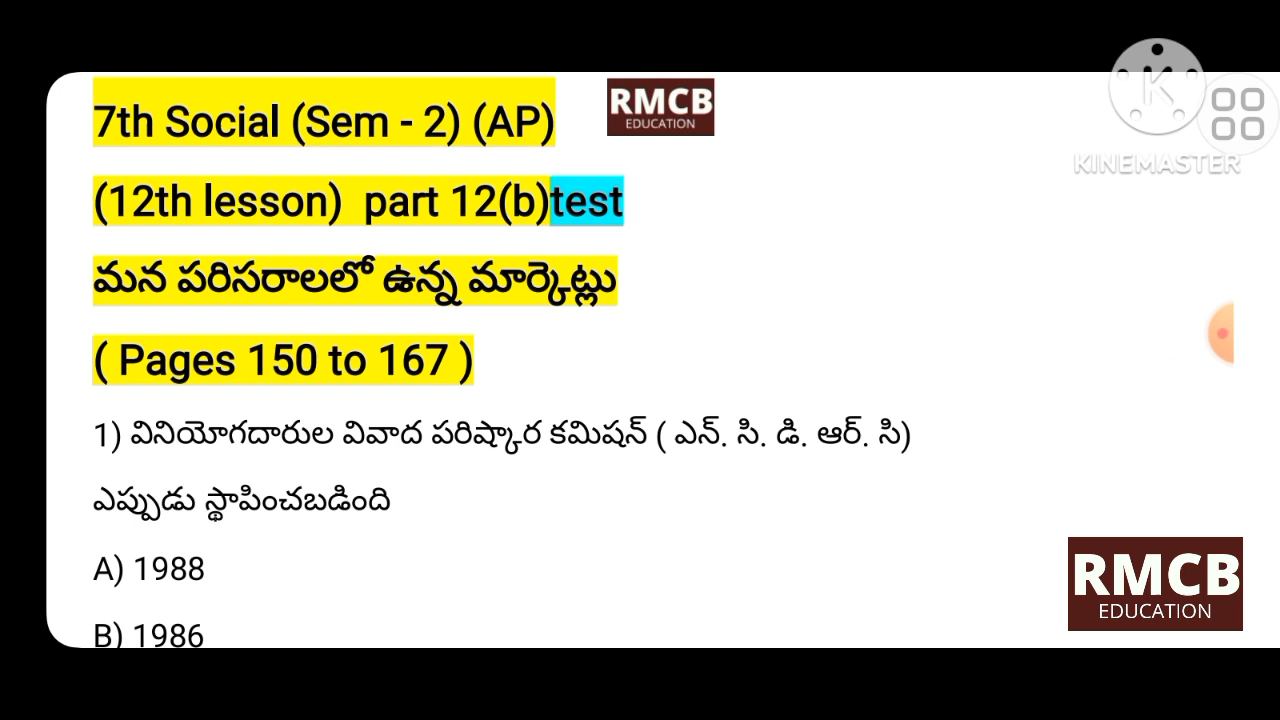 7th Social (Sem - 2) (AP)
RMCB
EDUCATION
KINEMASTER
(12th lesson) part 12(b)test
మన పరిసరాలలో ఉన్న మార్కెట్లు
( Pages 150 to 167 )
1) వినియోగదారుల వివాద పరిష్కార కమిషన్ ( ఎన్. సి. డి. ఆర్. సి)
ఎప్పుడు స్థాపించబడింది
A) 1988
B) 1986
RMCB
EDUCATION